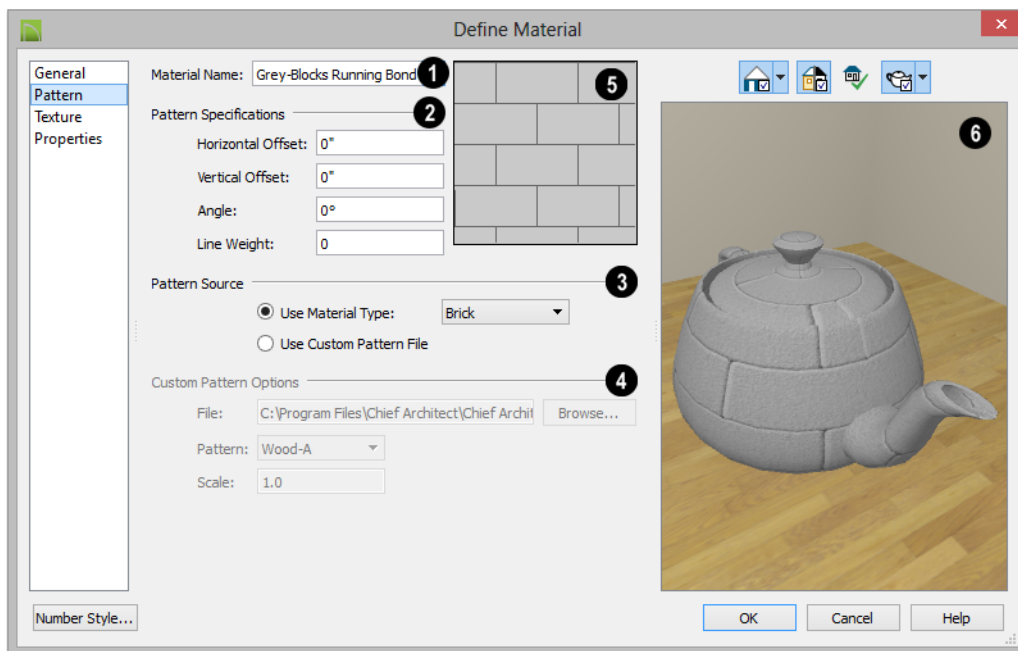 Define Material
General
Pattern
Texture
Properties
Material Name: Grey-Blocks Running Bond 1
5
6
Pattern Specifications 2
Horizontal Offset: 0"
Vertical Offset: 0"
Angle: 0°
Line Weight: 0
Pattern Source 3
Use Material Type: Brick
Use Custom Pattern File
Custom Pattern Options 4
File: C:\Program Files\Chief Architect\Chief Archit Browse...
Pattern: Wood-A
Scale: 1.0
Number Style... OK Cancel Help